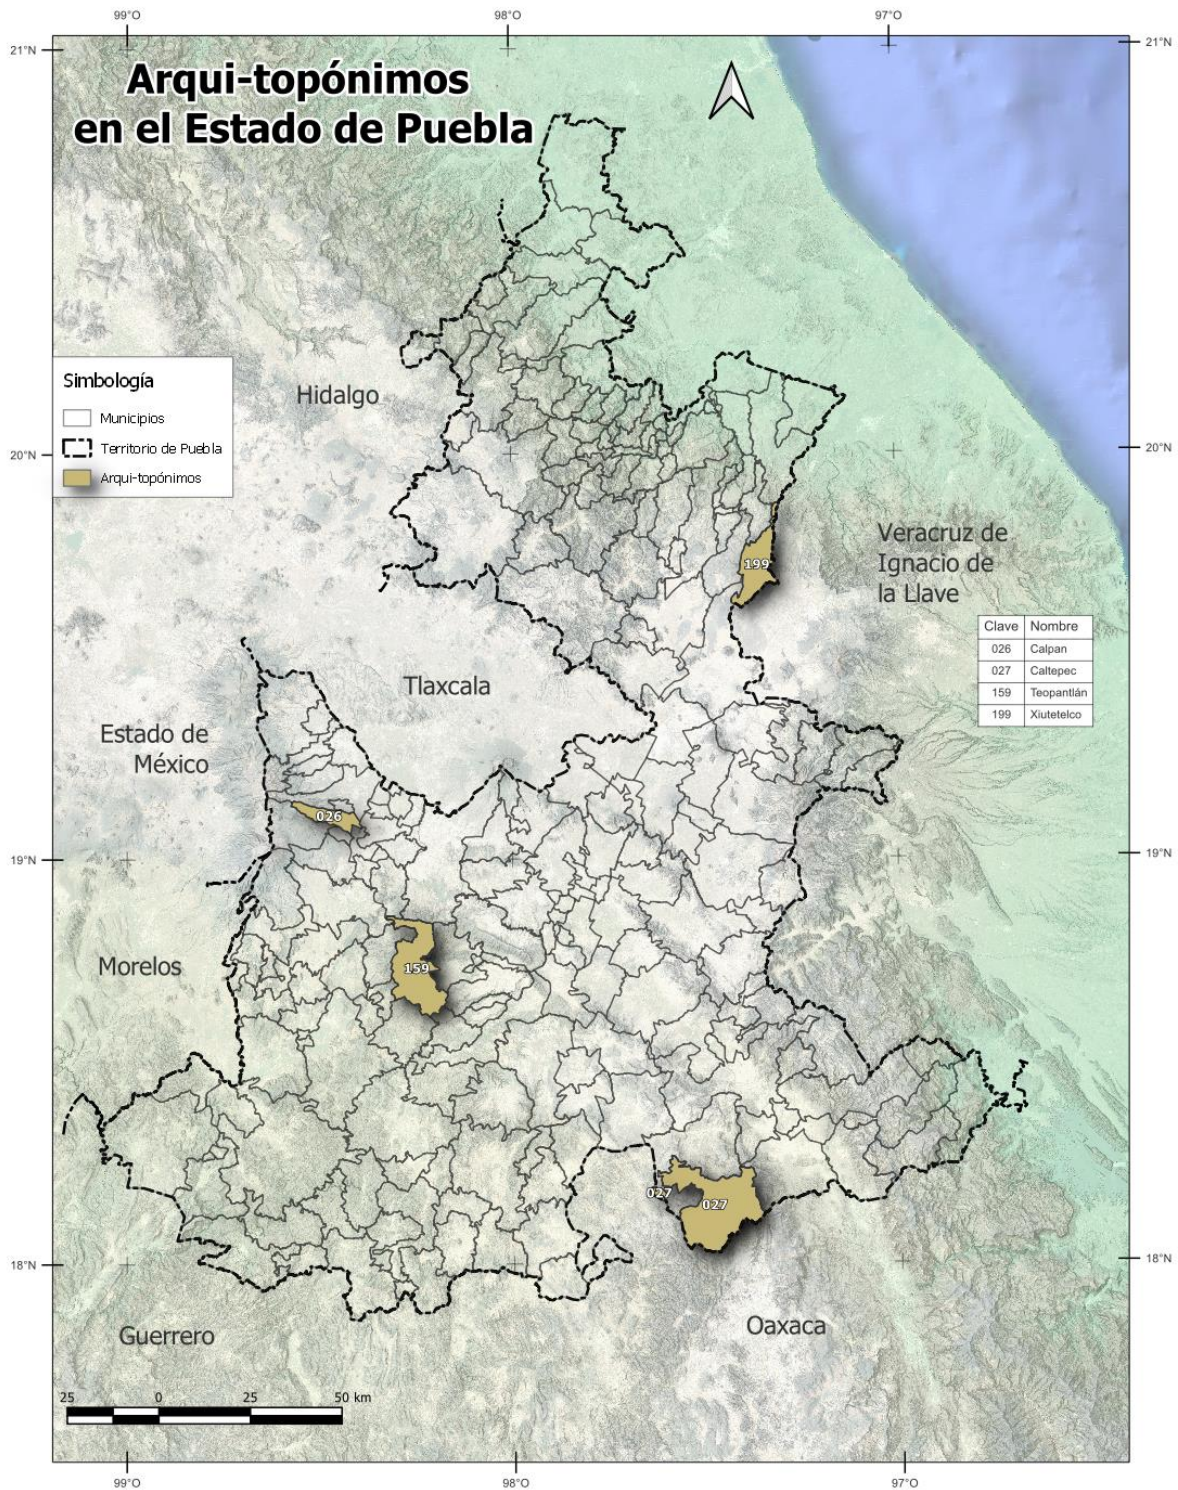 99°O 98°O 97°O
21°N 21°N
Arqui-topónimos
en el Estado de Puebla
Simbología
Municipios
Territorio de Puebla
Arqui-topónimos
Hidalgo
20°N 20°N
Veracruz de
Ignacio de
la Llave
199
Clave Nombre
026 Calpan
027 Caltepec
159 Teopantlán
199 Xiutetelco
Tlaxcala
Estado de
México
026
19°N 19°N
Morelos
159
027
027
18°N 18°N
Guerrero
Oaxaca
25 0 25 50 km
99°O 98°O 97°O